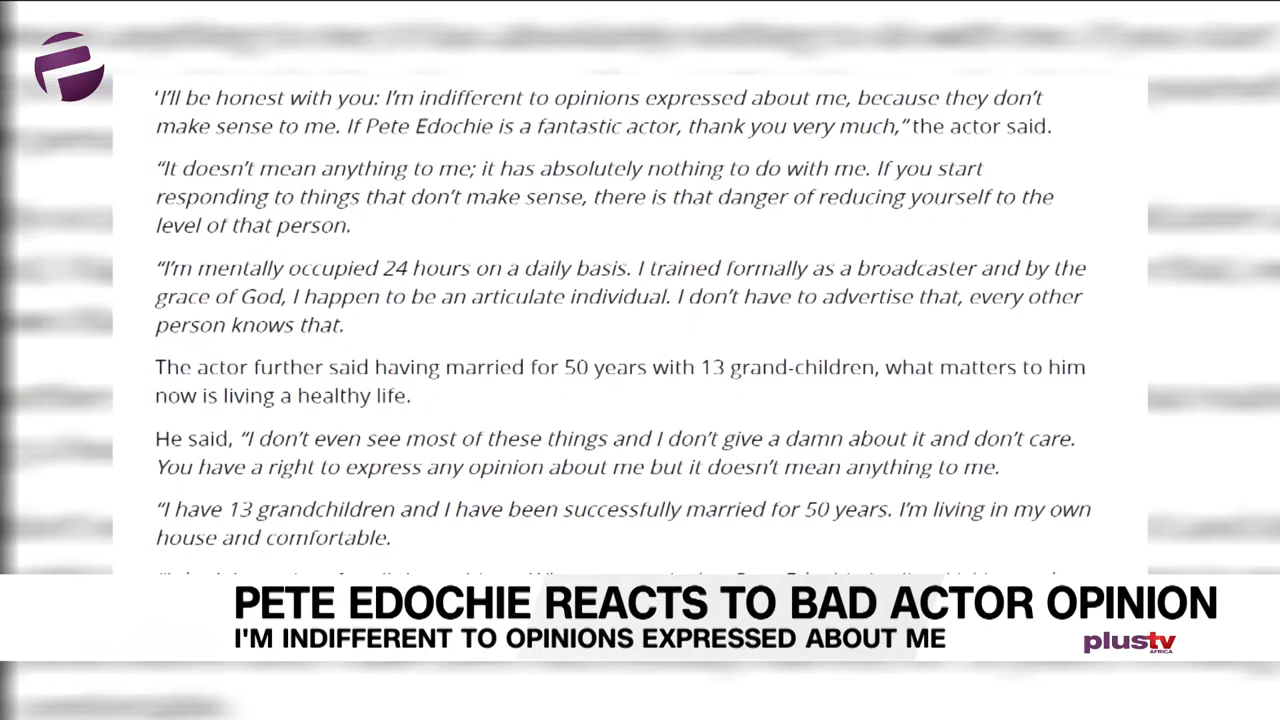 ‘I’ll be honest with you: I’m indifferent to opinions expressed about me, because they don’t
make sense to me. If Pete Edochie is a fantastic actor, thank you very much,” the actor said.
“It doesn’t mean anything to me; it has absolutely nothing to do with me. If you start
responding to things that don’t make sense, there is that danger of reducing yourself to the
level of that person.
“I’m mentally occupied 24 hours on a daily basis. I trained formally as a broadcaster and by the
grace of God, I happen to be an articulate individual. I don’t have to advertise that, every other
person knows that.
The actor further said having married for 50 years with 13 grand-children, what matters to him
now is living a healthy life.
He said, “I don’t even see most of these things and I don’t give a damn about it and don’t care.
You have a right to express any opinion about me but it doesn’t mean anything to me.
“I have 13 grandchildren and I have been successfully married for 50 years. I’m living in my own
house and comfortable.
PETE EDOCHIE REACTS TO BAD ACTOR OPINION
I'M INDIFFERENT TO OPINIONS EXPRESSED ABOUT ME
plustv
AFRICA